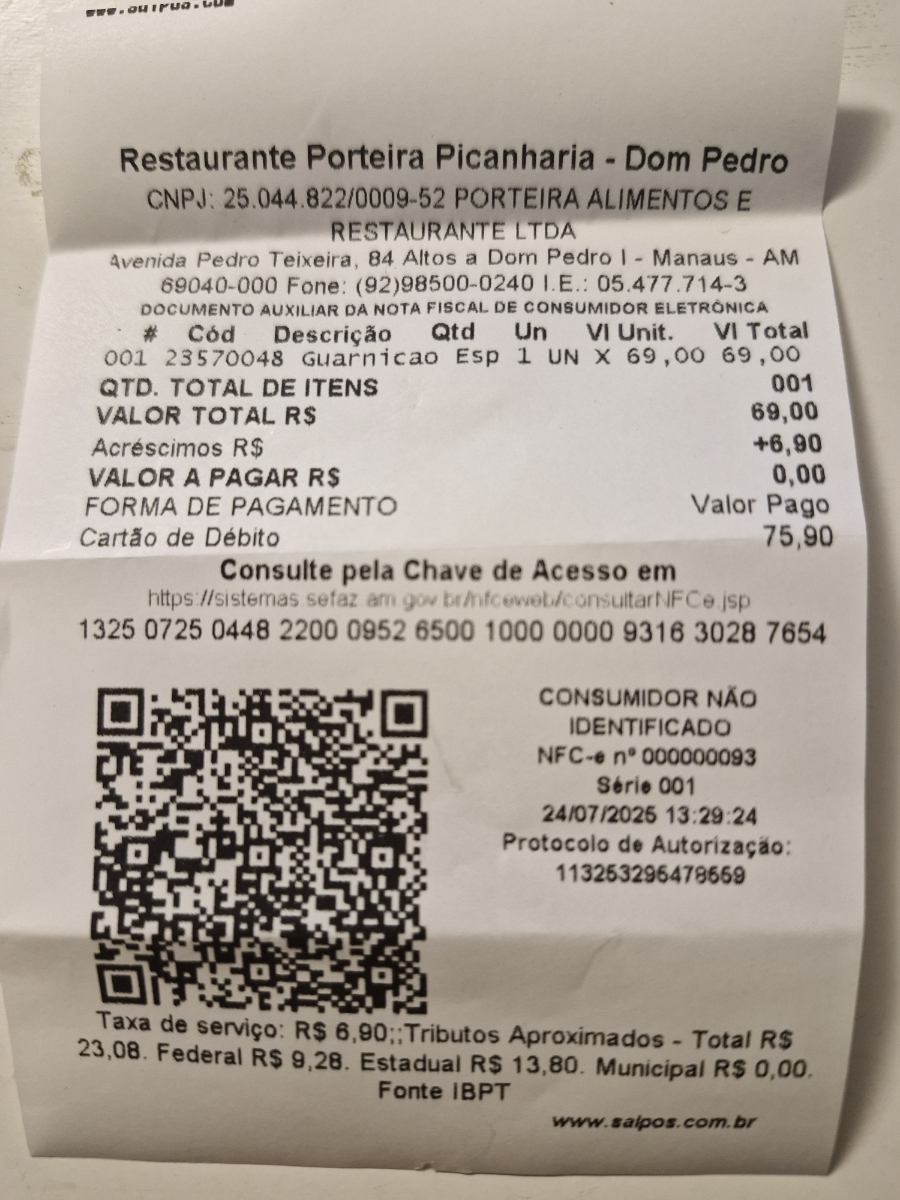 Restaurante Porteira Picanharia - Dom Pedro
CNPJ: 25.044.822/0009-52 PORTEIRA ALIMENTOS E
RESTAURANTE LTDA
Avenida Pedro Teixeira, 84 Altos a Dom Pedro I - Manaus - AM
69040-000 Fone: (92)98500-0240 I.E.: 05.477.714-3
DOCUMENTO AUXILIAR DA NOTA FISCAL DE CONSUMIDOR ELETRÔNICA
# Cód Descrição Qtd Un Vl Unit. Vl Total
001 23570048 Guarnicao Esp 1 UN X 69,00 69,00
QTD. TOTAL DE ITENS 001
VALOR TOTAL R$ 69,00
Acréscimos R$ +6,90
VALOR A PAGAR R$ 0,00
FORMA DE PAGAMENTO Valor Pago
Cartão de Débito 75,90
Consulte pela Chave de Acesso em
https://sistemas.sefaz.am.gov.br/nfceweb/consultarNFCe.jsp
1325 0725 0448 2200 0952 6500 1000 0000 9316 3028 7654
CONSUMIDOR NÃO
IDENTIFICADO
NFC-e nº 000000093
Série 001
24/07/2025 13:29:24
Protocolo de Autorização:
113253295478559
Taxa de serviço: R$ 6,90;;Tributos Aproximados - Total R$
23,08. Federal R$ 9,28. Estadual R$ 13,80. Municipal R$ 0,00.
Fonte IBPT
www.saipos.com.br